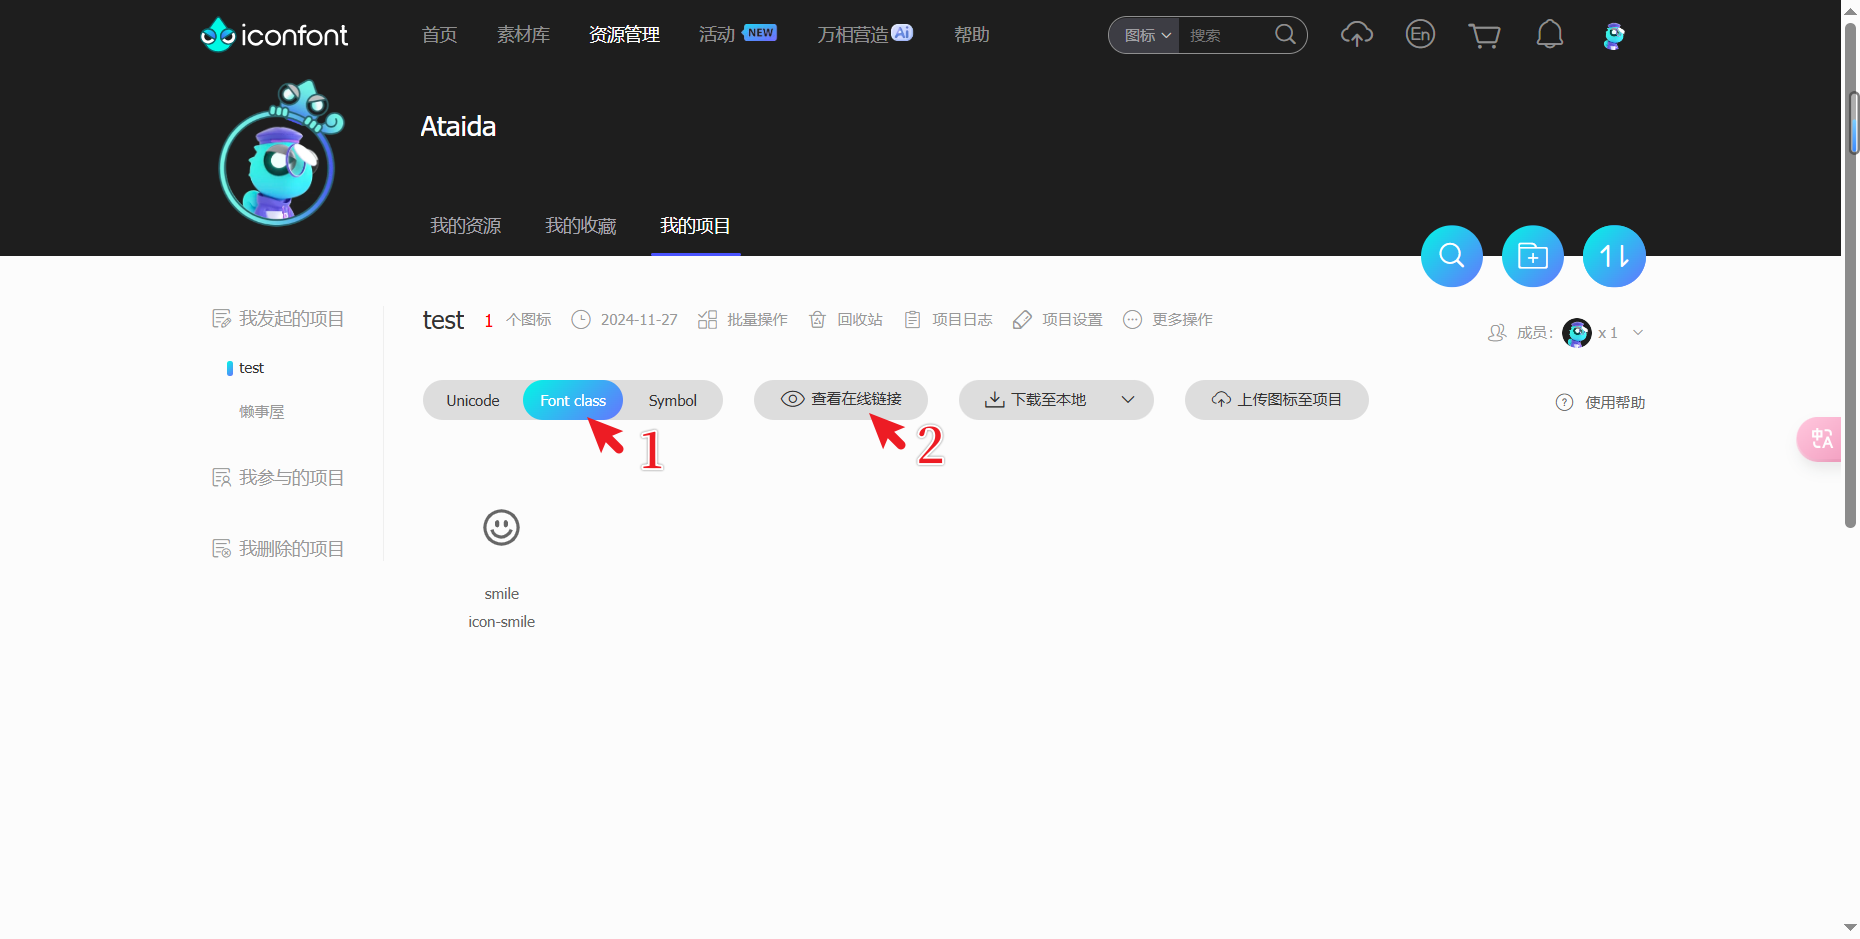 iconfont 首页 素材库 资源管理 活动 NEW 万相营造 Ai 帮助 图标 搜索 En
Ataida
我的资源 我的收藏 我的项目
我发起的项目
test
懒事屋
我参与的项目
我删除的项目
test 1 个图标 2024-11-27 批量操作 回收站 项目日志 项目设置 更多操作
成员: x 1
Unicode Font class Symbol 查看在线链接 下载至本地 上传图标至项目 使用帮助
1 2
中 A
smile
icon-smile